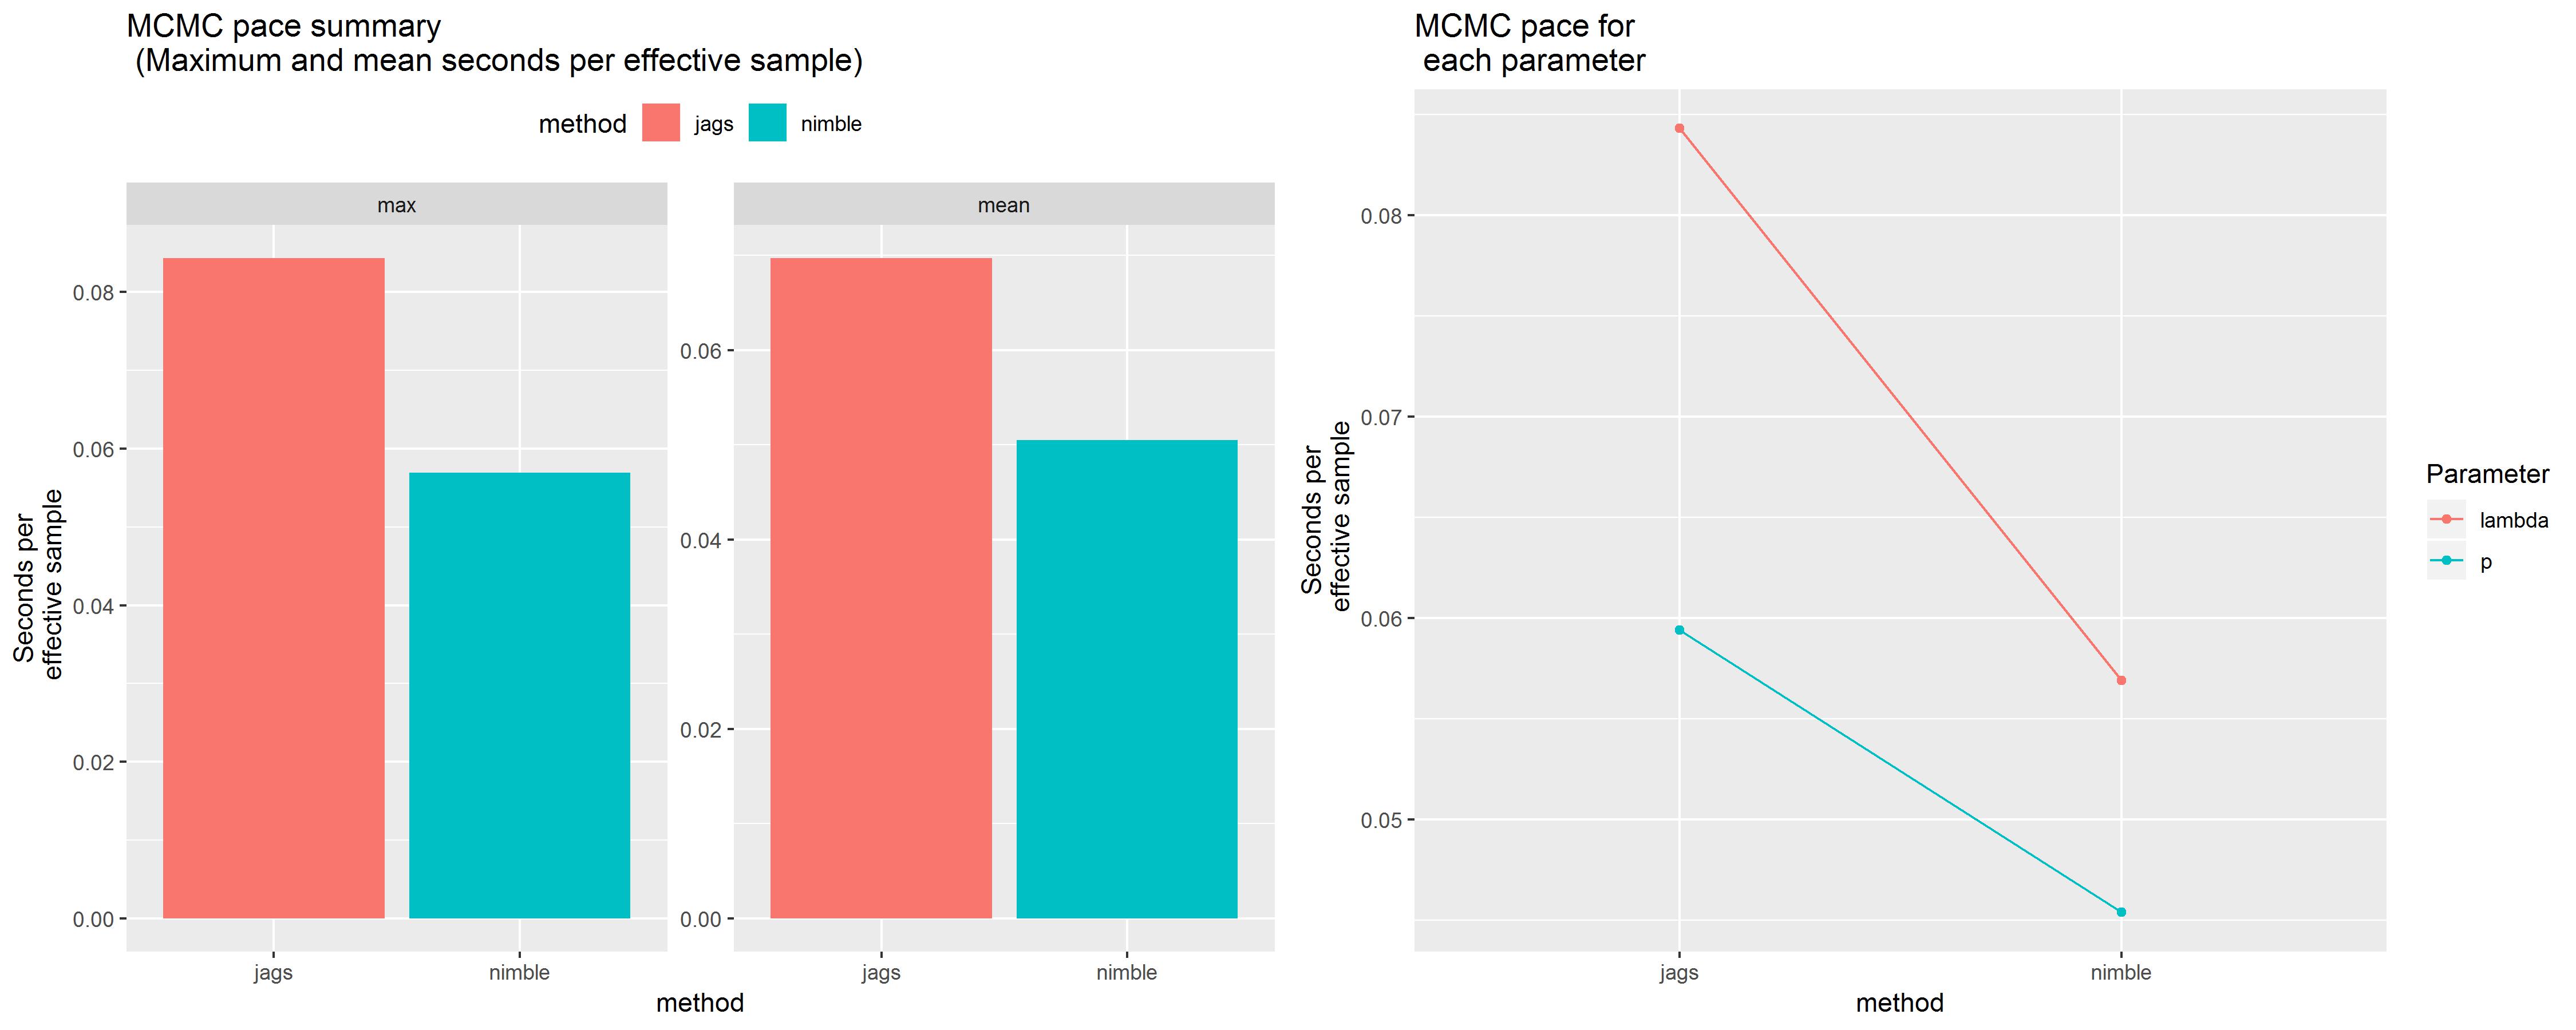 MCMC pace summary
(Maximum and mean seconds per effective sample)
method jags nimble
max
mean
Seconds per
effective sample
0.08
0.06
0.04
0.02
0.00
0.06
0.04
0.02
0.00
jags nimble
jags nimble
method
MCMC pace for
each parameter
Seconds per
effective sample
0.08
0.07
0.06
0.05
jags nimble
method
Parameter
lambda
p